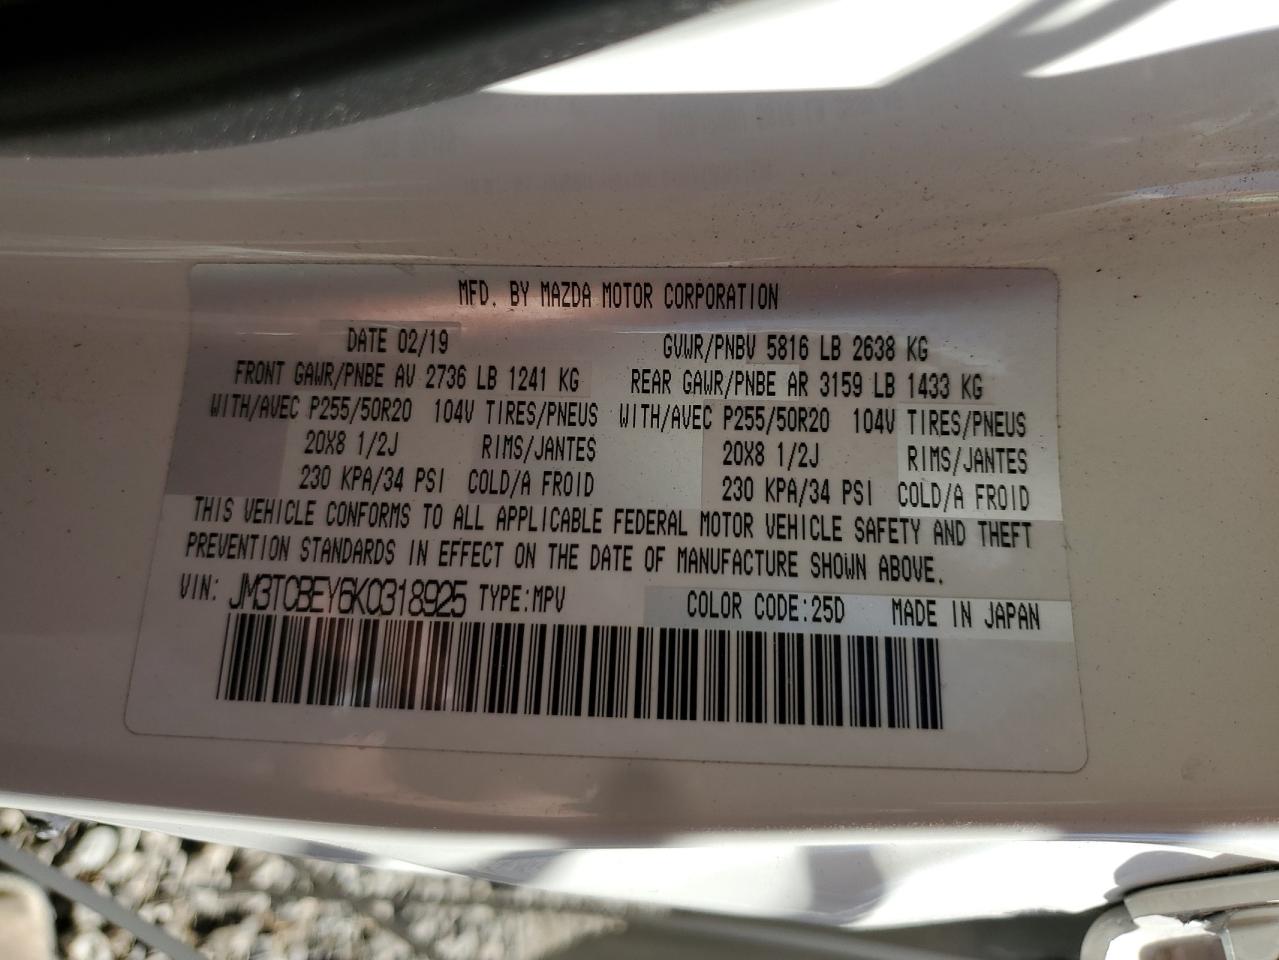 MFD. BY MAZDA MOTOR CORPORATION
DATE 02/19 GVWR/PNBV 5816 LB 2638 KG
FRONT GAWR/PNBE AV 2736 LB 1241 KG REAR GAWR/PNBE AR 3159 LB 1433 KG
WITH/AVEC P255/50R20 104V TIRES/PNEUS WITH/AVEC P255/50R20 104V TIRES/PNEUS
20X8 1/2J RIMS/JANTES 20X8 1/2J RIMS/JANTES
230 KPA/34 PSI COLD/A FROID 230 KPA/34 PSI COLD/A FROID
THIS VEHICLE CONFORMS TO ALL APPLICABLE FEDERAL MOTOR VEHICLE SAFETY AND THEFT
PREVENTION STANDARDS IN EFFECT ON THE DATE OF MANUFACTURE SHOWN ABOVE.
VIN: JM3TCBEY6K0318925 TYPE:MPV COLOR CODE:25D MADE IN JAPAN